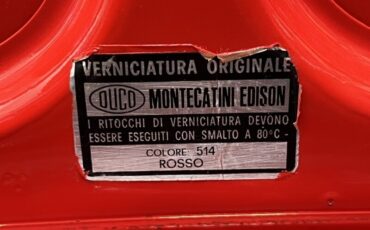 VERNICIATURA ORIGINALE
DUCO MONTECATINI EDISON
I RITOCCHI DI VERNICIATURA DEVONO
ESSERE ESEGUITI CON SMALTO A 80°C -
COLORE 514
ROSSO